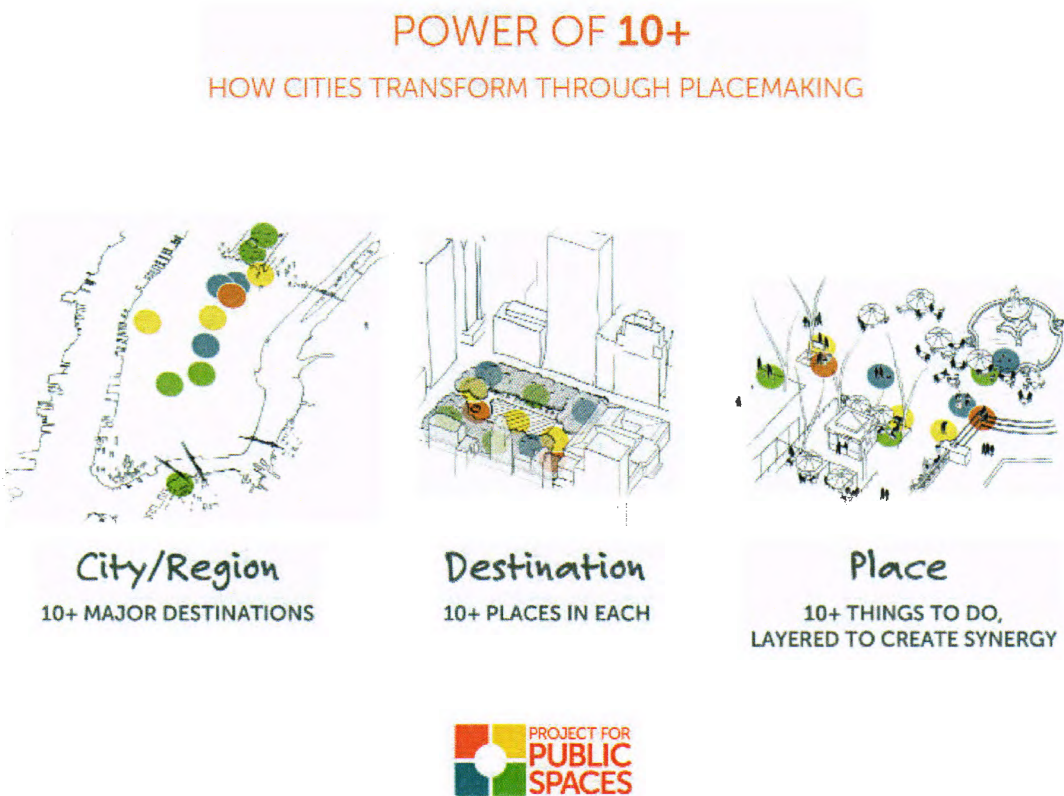 POWER OF 10+
HOW CITIES TRANSFORM THROUGH PLACEMAKING
City/Region
10+ MAJOR DESTINATIONS
Destination
10+ PLACES IN EACH
Place
10+ THINGS TO DO,
LAYERED TO CREATE SYNERGY
PROJECT FOR
PUBLIC
SPACES